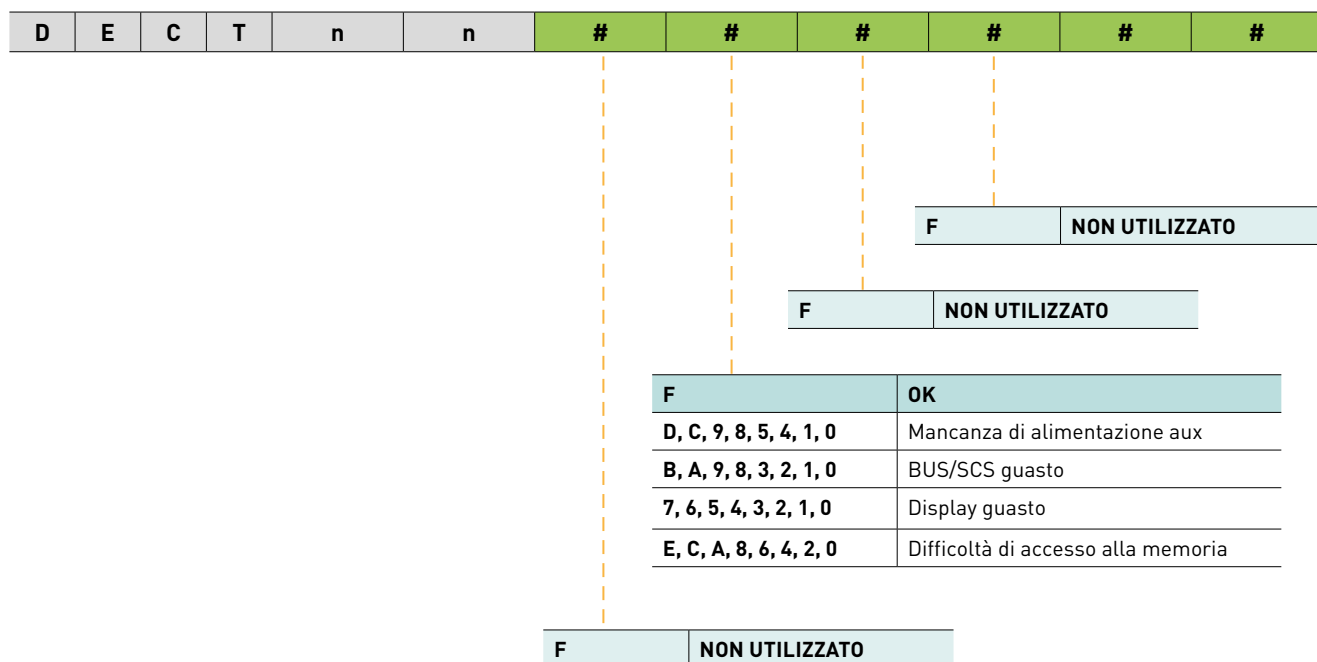 D E C T n n # # # # # #
F NON UTILIZZATO
F NON UTILIZZATO
F OK
D, C, 9, 8, 5, 4, 1, 0 Mancanza di alimentazione aux
B, A, 9, 8, 3, 2, 1, 0 BUS/SCS guasto
7, 6, 5, 4, 3, 2, 1, 0 Display guasto
E, C, A, 8, 6, 4, 2, 0 Difficoltà di accesso alla memoria
F NON UTILIZZATO